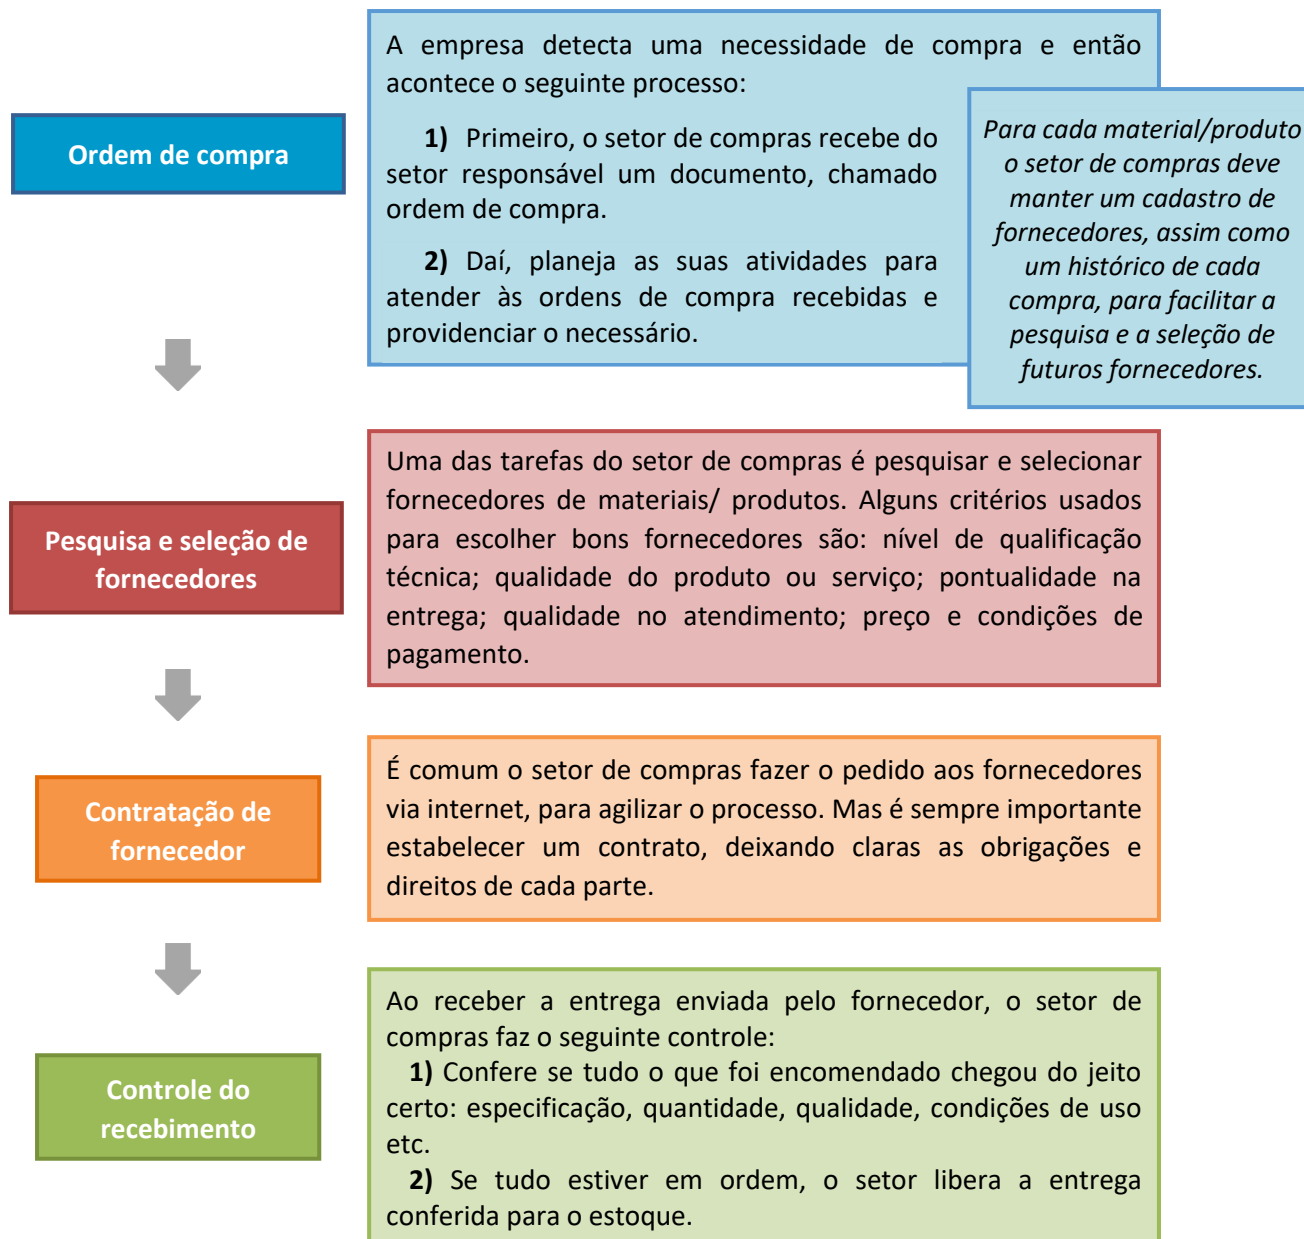 Ordem de compra
A empresa detecta uma necessidade de compra e então
acontece o seguinte processo:
1) Primeiro, o setor de compras recebe do
setor responsável um documento, chamado
ordem de compra.
2) Daí, planeja as suas atividades para
atender às ordens de compra recebidas e
providenciar o necessário.
Para cada material/produto
o setor de compras deve
manter um cadastro de
fornecedores, assim como
um histórico de cada
compra, para facilitar a
pesquisa e a seleção de
futuros fornecedores.
Pesquisa e seleção de
fornecedores
Uma das tarefas do setor de compras é pesquisar e selecionar
fornecedores de materiais/ produtos. Alguns critérios usados
para escolher bons fornecedores são: nível de qualificação
técnica; qualidade do produto ou serviço; pontualidade na
entrega; qualidade no atendimento; preço e condições de
pagamento.
Contratação de
fornecedor
É comum o setor de compras fazer o pedido aos fornecedores
via internet, para agilizar o processo. Mas é sempre importante
estabelecer um contrato, deixando claras as obrigações e
direitos de cada parte.
Controle do
recebimento
Ao receber a entrega enviada pelo fornecedor, o setor de
compras faz o seguinte controle:
1) Confere se tudo o que foi encomendado chegou do jeito
certo: especificação, quantidade, qualidade, condições de uso
etc.
2) Se tudo estiver em ordem, o setor libera a entrega
conferida para o estoque.